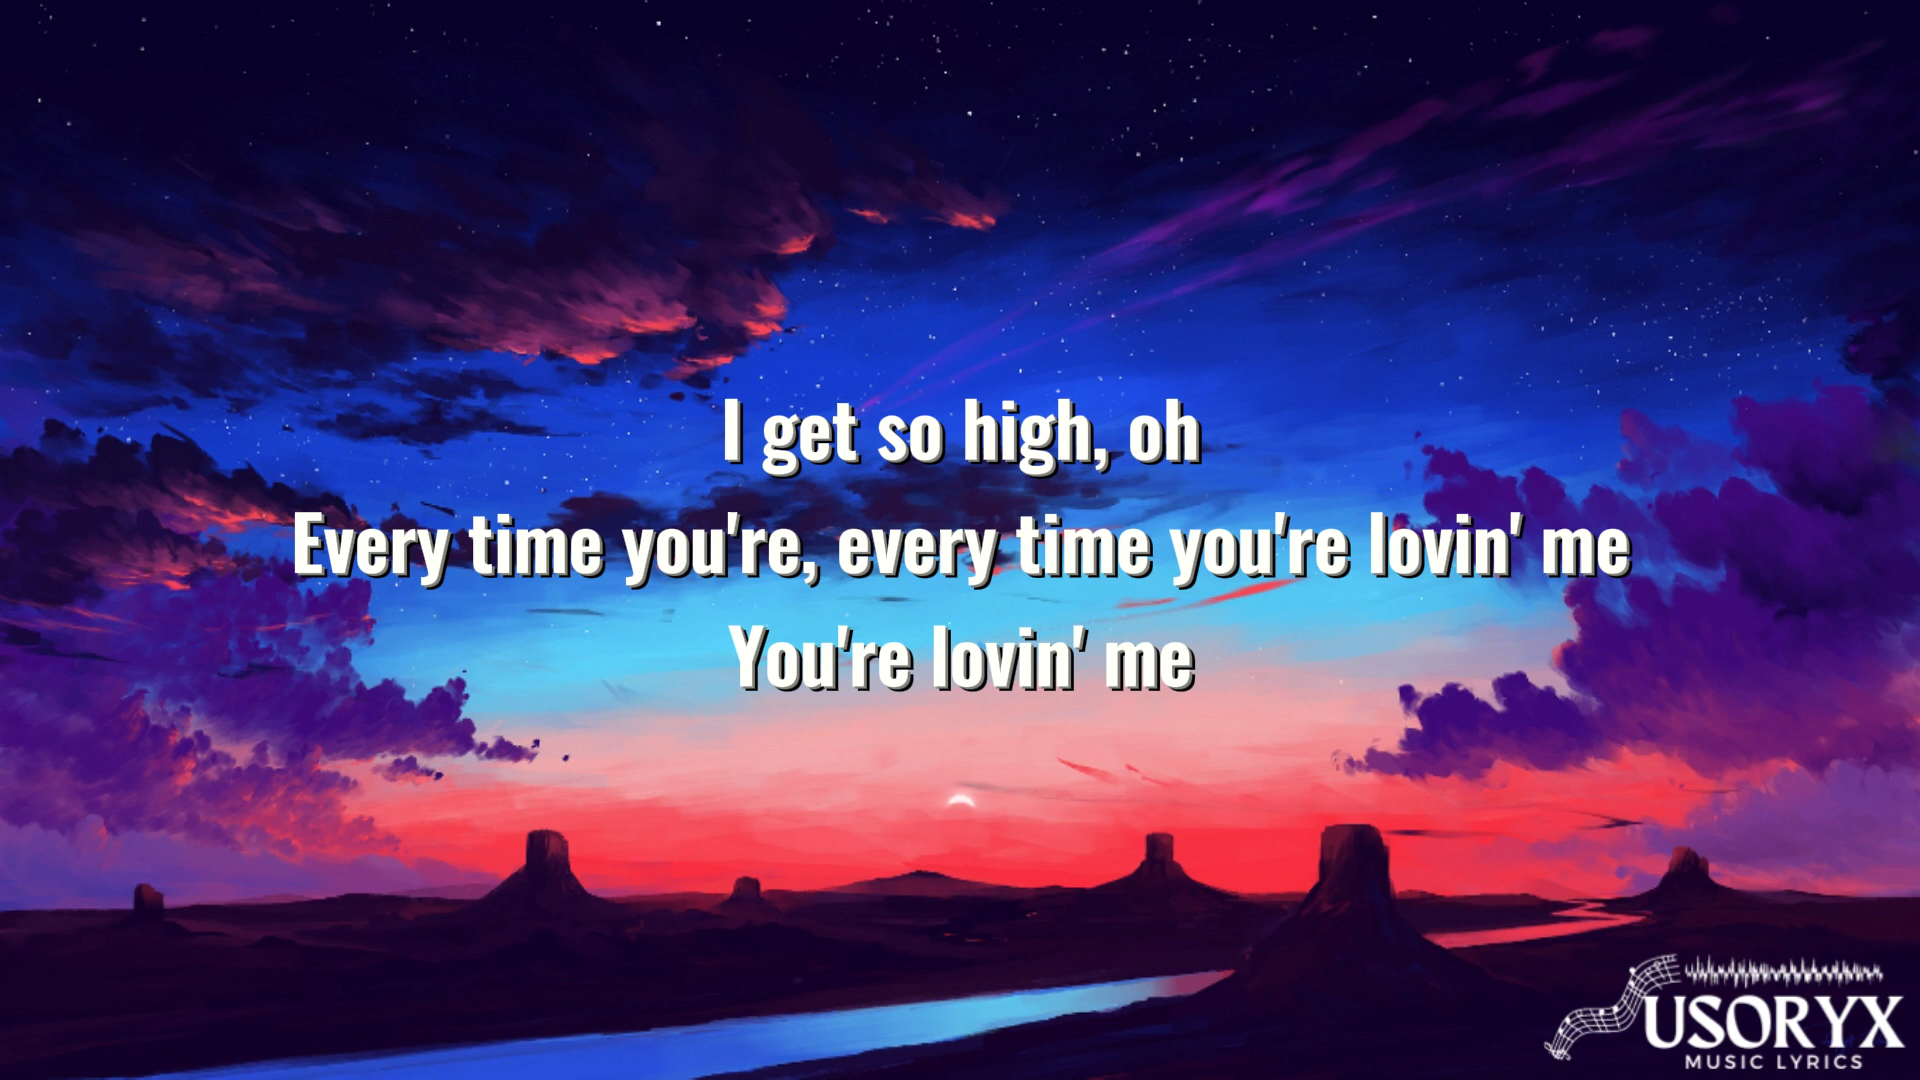 I get so high, oh
Every time you're, every time you're lovin' me
You're lovin' me
USORYX
MUSIC LYRICS